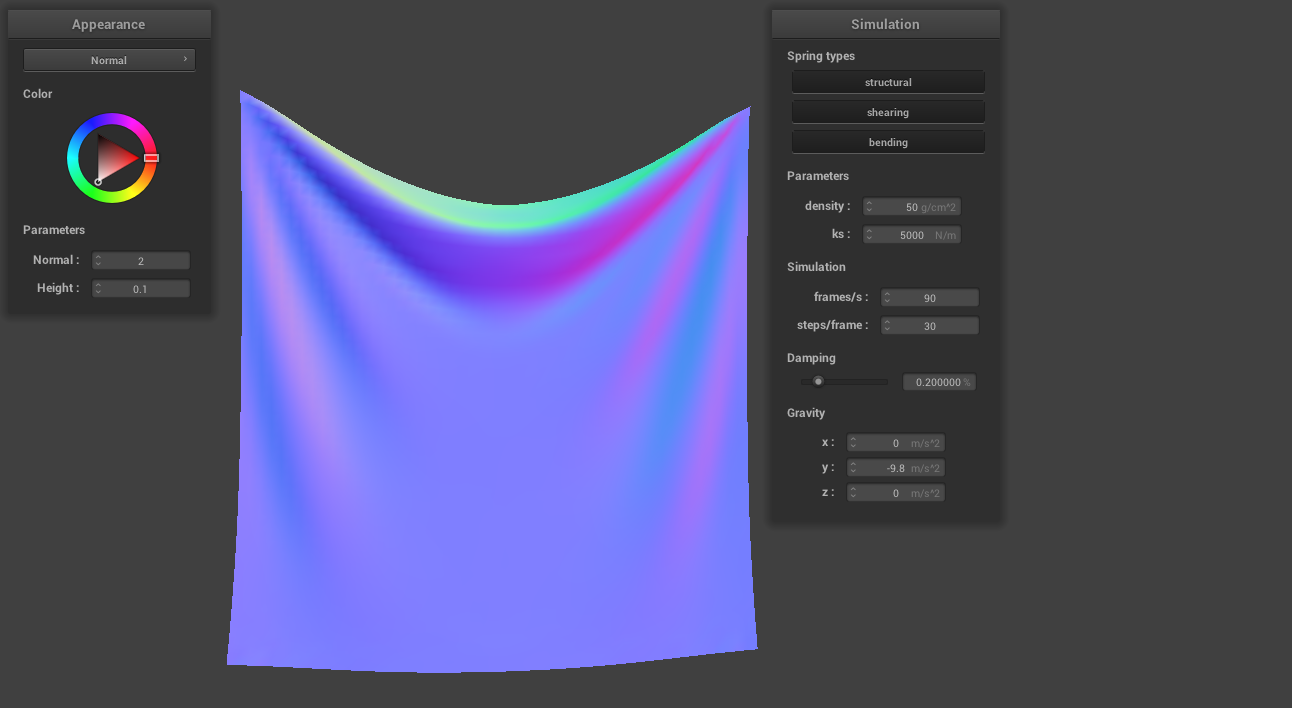 Appearance
Normal
Color
Parameters
Normal : 2
Height : 0.1
Simulation
Spring types
structural
shearing
bending
Parameters
density : 50 g/cm^2
ks : 5000 N/m
Simulation
frames/s : 90
steps/frame : 30
Damping
0.200000 %
Gravity
x : 0 m/s^2
y : -9.8 m/s^2
z : 0 m/s^2